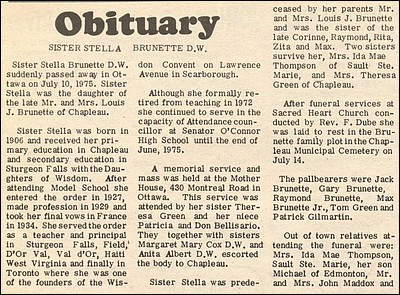 Obituary
SISTER STELLA BRUNETTE D.W.
Sister Stella Brunette D.W.
suddenly passed away in Ot-
tawa on July 10, 1975. Sister
Stella was the daughter of
the late Mr. and Mrs. Louis
J. Brunette of Chapleau.
Sister Stella was born in
1906 and received her pri-
mary education in Chapleau
and secondary education in
Sturgeon Falls with the Dau-
ghters of Wisdom. After
attending Model School she
entered the order in 1927,
made profession in 1929 and
took her final vows in France
in 1934. She served the order
as a teacher and principal
in Sturgeon Falls, Field,
D'Or Val, Val d'Or, Haiti
West Virginia and finally in
Toronto where she was one
of the founders of the Wis-
don Convent on Lawrence
Avenue in Scarborough.
Although she formally re-
tired from teaching in 1972
she continued to serve in the
capacity of Attendance coun-
cillor at Senator O'Connor
High School until the end of
June, 1975.
A memorial service and
mass was held at the Mother
House, 430 Montreal Road in
Ottawa. This service was
attended by her sister There-
sa Green and her niece
Patricia and Don Bellisario.
They together with sisters
Margaret Mary Cox D.W. and
Anita Albert D.W. escorted
the body to Chapleau.
Sister Stella was prede-
ceased by her parents Mr.
and Mrs. Louis J. Brunette
and was the sister of the
late Corinne, Raymond, Rita,
Zita and Max. Two sisters
survive her, Mrs. Ida Mae
Thompson of Sault Ste.
Marie, and Mrs. Theresa
Green of Chapleau.
After funeral services at
Sacred Heart Church con-
ducted by Rev. F. Dube she
was laid to rest in the Bru-
nette family plot in the Chap-
leau Municipal Cemetery on
July 14.
The pallbearers were Jack
Brunette, Gary Brunette,
Raymond Brunette, Max
Brunette Jr., Tom Green and
Patrick Gilmartin.
Out of town relatives at-
tending the funeral were:
Mrs. Ida Mae Thompson,
Sault Ste. Marie, her son
Michael of Edmonton, Mr.
and Mrs. John Maddox and